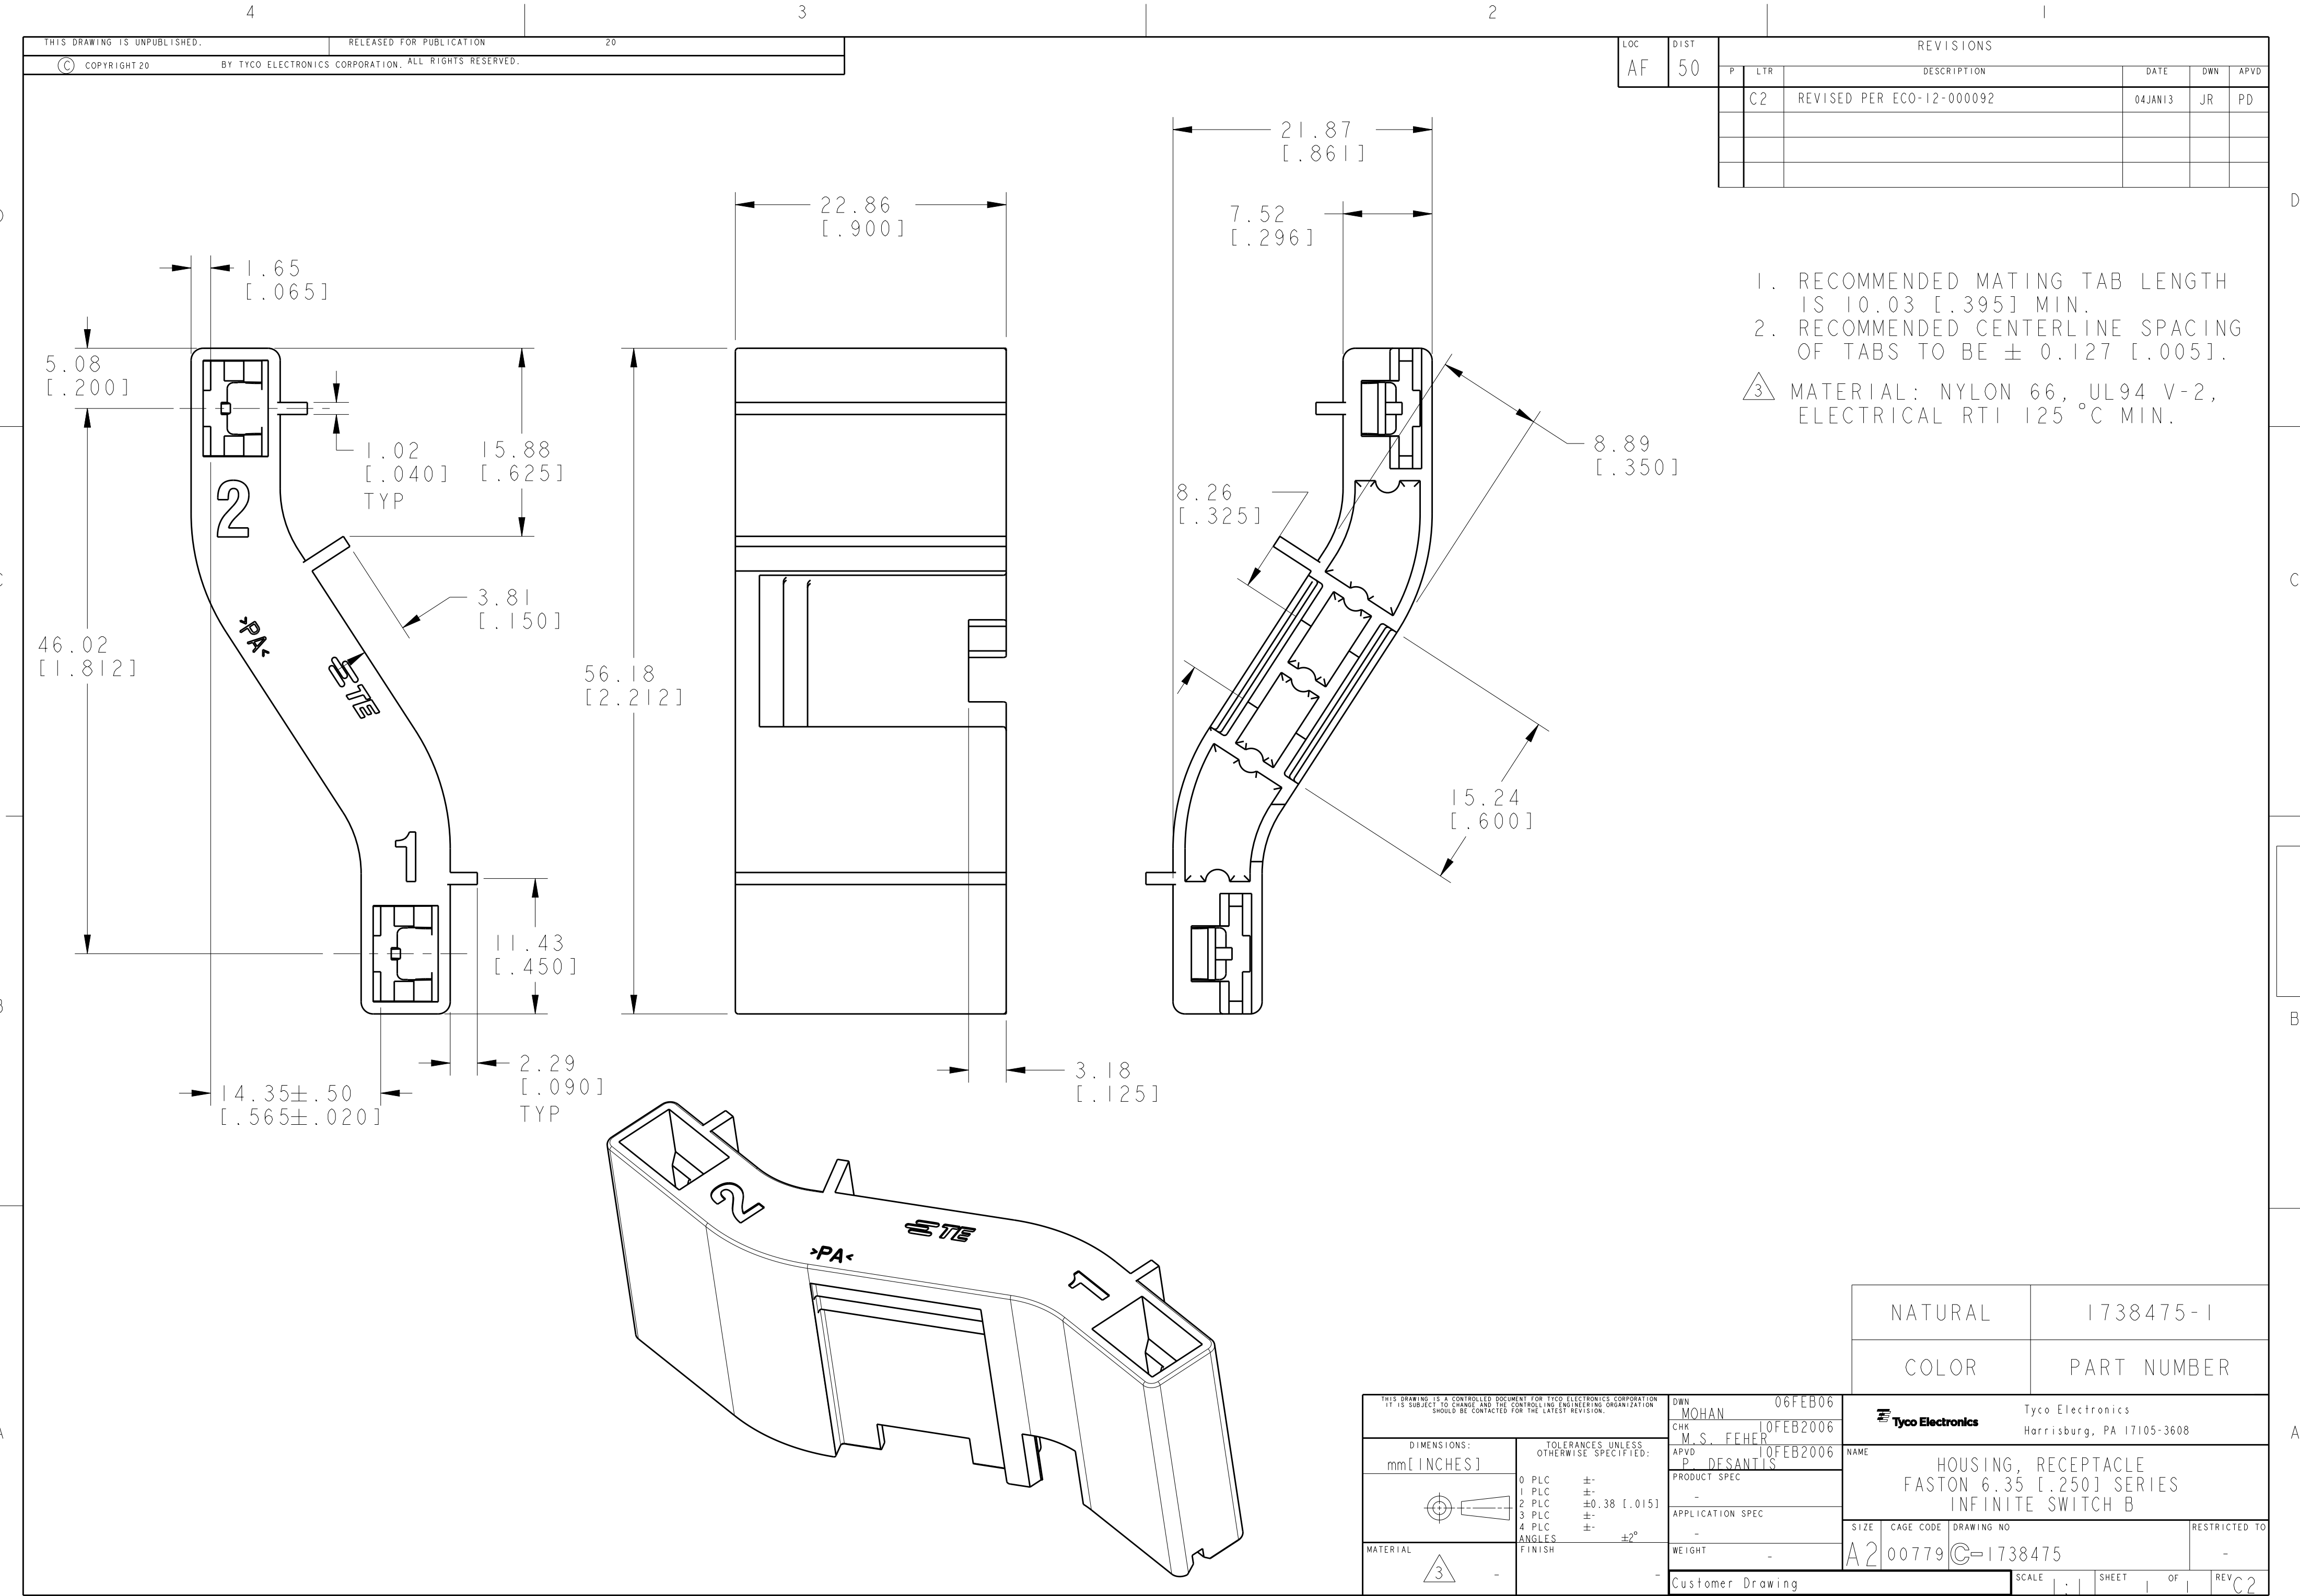 4 3 2 1
THIS DRAWING IS UNPUBLISHED. RELEASED FOR PUBLICATION 20
© COPYRIGHT 20 BY TYCO ELECTRONICS CORPORATION. ALL RIGHTS RESERVED.
LOC DIST REVISIONS
AF 50
P LTR DESCRIPTION DATE DWN APVD
C2 REVISED PER ECO-12-000092 04JAN13 JR PD
21.87
[.861]
22.86
[.900]
7.52
[.296]
D
1.65
[.065]
5.08
[.200]
1. RECOMMENDED MATING TAB LENGTH
IS 10.03 [.395] MIN.
2. RECOMMENDED CENTERLINE SPACING
OF TABS TO BE ± 0.127 [.005].
3 MATERIAL: NYLON 66, UL94 V-2,
ELECTRICAL RTI 125 °C MIN.
1.02
[.040]
TYP
15.88
[.625]
8.89
[.350]
8.26
[.325]
2
C
3.81
[.150]
>PA<
TE
46.02
[1.812]
56.18
[2.212]
15.24
[.600]
1
11.43
[.450]
B
2.29
[.090]
TYP
14.35±.50
[.565±.020]
3.18
[.125]
2
>PA<
TE
1
NATURAL 1738475-1
COLOR PART NUMBER
A
THIS DRAWING IS A CONTROLLED DOCUMENT FOR TYCO ELECTRONICS CORPORATION
IT IS SUBJECT TO CHANGE AND THE CONTROLLING ENGINEERING ORGANIZATION
SHOULD BE CONTACTED FOR THE LATEST REVISION.
DWN 06FEB06
MOHAN
CHK 10FEB2006
M.S. FEHER
APVD 10FEB2006
P. DESANTIS
PRODUCT SPEC
-
APPLICATION SPEC
-
WEIGHT -
Tyco Electronics
Tyco Electronics
Harrisburg, PA 17105-3608
DIMENSIONS:
mm[INCHES]
TOLERANCES UNLESS
OTHERWISE SPECIFIED:
0 PLC ±-
1 PLC ±-
2 PLC ±0.38 [.015]
3 PLC ±-
4 PLC ±-
ANGLES ±2°
MATERIAL
3 -
FINISH
-
NAME
HOUSING, RECEPTACLE
FASTON 6.35 [.250] SERIES
INFINITE SWITCH B
SIZE CAGE CODE DRAWING NO RESTRICTED TO
A2 00779 C-1738475 -
Customer Drawing
SCALE 1:1 SHEET 1 OF 1 REV C2